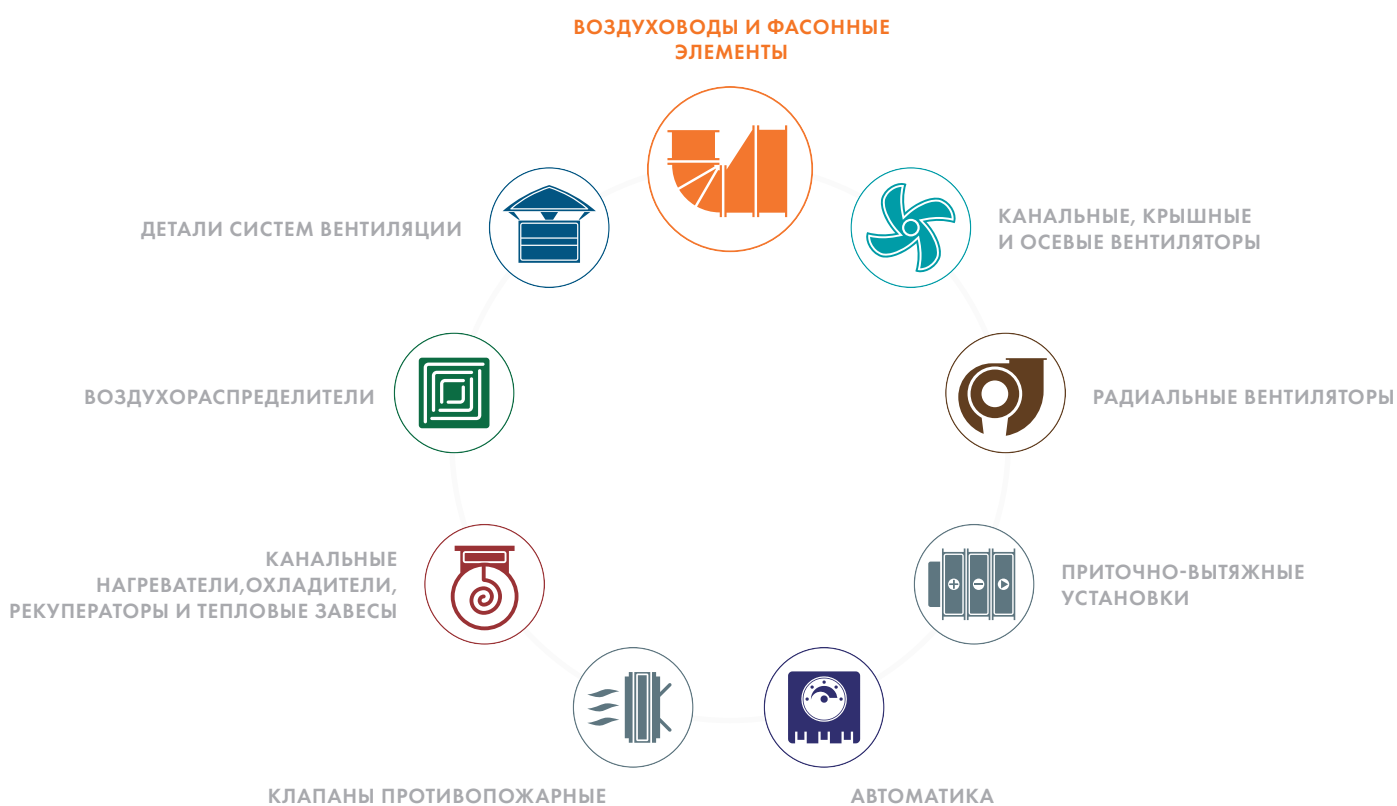 ВОЗДУХОВОДЫ И ФАСОННЫЕ
ЭЛЕМЕНТЫ
ДЕТАЛИ СИСТЕМ ВЕНТИЛЯЦИИ
КАНАЛЬНЫЕ, КРЫШНЫЕ
И ОСЕВЫЕ ВЕНТИЛЯТОРЫ
ВОЗДУХОРАСПРЕДЕЛИТЕЛИ
РАДИАЛЬНЫЕ ВЕНТИЛЯТОРЫ
КАНАЛЬНЫЕ
НАГРЕВАТЕЛИ,ОХЛАДИТЕЛИ,
РЕКУПЕРАТОРЫ И ТЕПЛОВЫЕ ЗАВЕСЫ
ПРИТОЧНО-ВЫТЯЖНЫЕ
УСТАНОВКИ
КЛАПАНЫ ПРОТИВОПОЖАРНЫЕ
АВТОМАТИКА